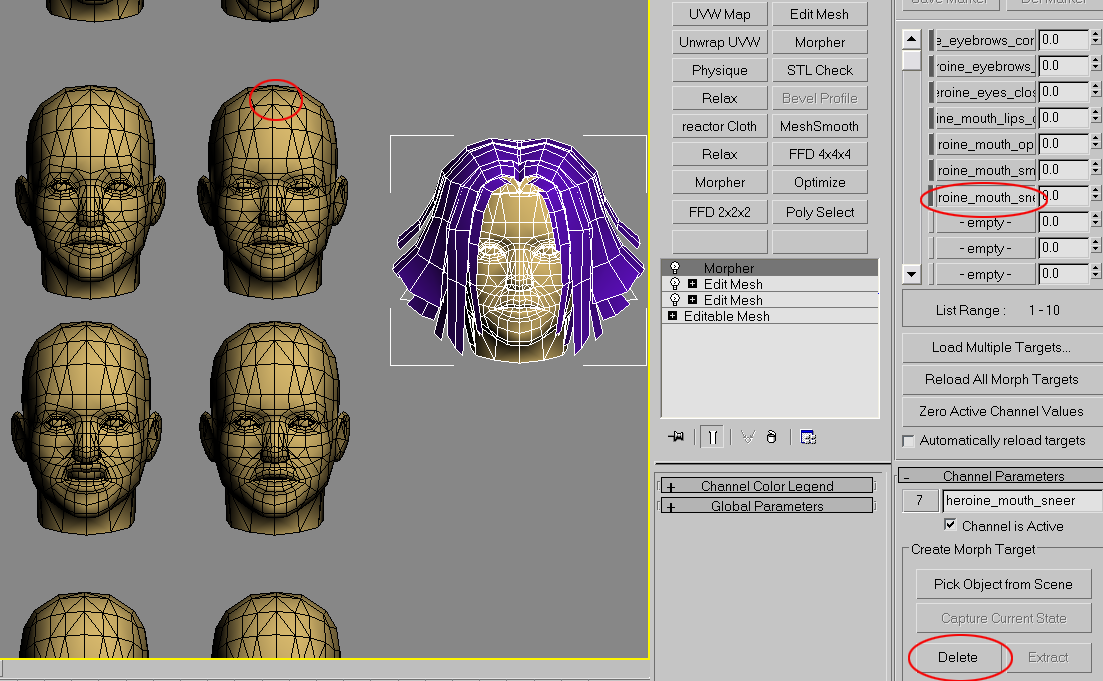 UVW Map Edit Mesh
Unwrap UVW Morpher
Physique STL Check
Relax Bevel Profile
reactor Cloth MeshSmooth
Relax FFD 4x4x4
Morpher Optimize
FFD 2x2x2 Poly Select
Morpher
Edit Mesh
Edit Mesh
Editable Mesh
+ Channel Color Legend
+ Global Parameters
Save Marker Del Marker
e_eyebrows_cor 0.0
roine_eyebrows_ 0.0
eroine_eyes_clos 0.0
ine_mouth_lips_c 0.0
roine_mouth_op 0.0
roine_mouth_sm 0.0
roine_mouth_sne 0.0
- empty - 0.0
- empty - 0.0
- empty - 0.0
List Range : 1 - 10
Load Multiple Targets...
Reload All Morph Targets
Zero Active Channel Values
Automatically reload targets
- Channel Parameters
7 heroine_mouth_sneer
Channel is Active
Create Morph Target
Pick Object from Scene
Capture Current State
Delete Extract